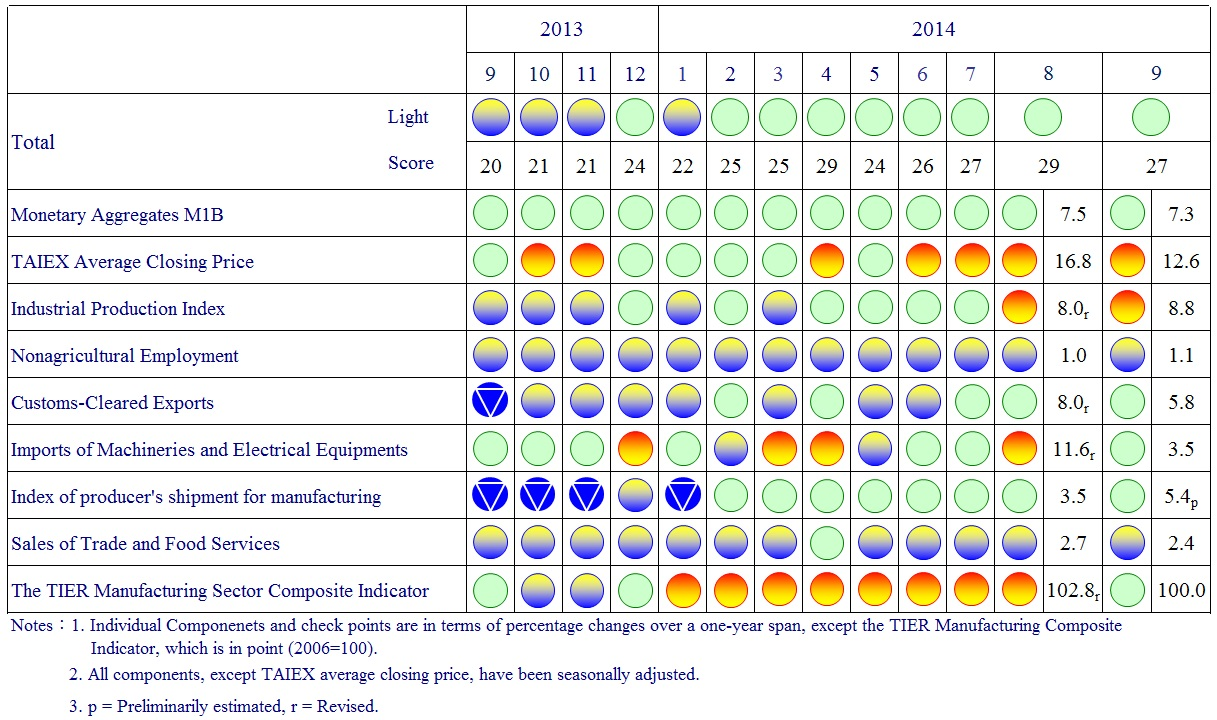 2013 2014
9 10 11 12 1 2 3 4 5 6 7 8 9
Total
Light
Score 20 21 21 24 22 25 25 29 24 26 27 29 27
Monetary Aggregates M1B 7.5 7.3
TAIEX Average Closing Price 16.8 12.6
Industrial Production Index 8.0r 8.8
Nonagricultural Employment 1.0 1.1
Customs-Cleared Exports 8.0r 5.8
Imports of Machineries and Electrical Equipments 11.6r 3.5
Index of producer's shipment for manufacturing 3.5 5.4p
Sales of Trade and Food Services 2.7 2.4
The TIER Manufacturing Sector Composite Indicator 102.8r 100.0
Notes：1. Individual Componenets and check points are in terms of percentage changes over a one-year span, except the TIER Manufacturing Composite
Indicator, which is in point (2006=100).
2. All components, except TAIEX average closing price, have been seasonally adjusted.
3. p = Preliminarily estimated, r = Revised.